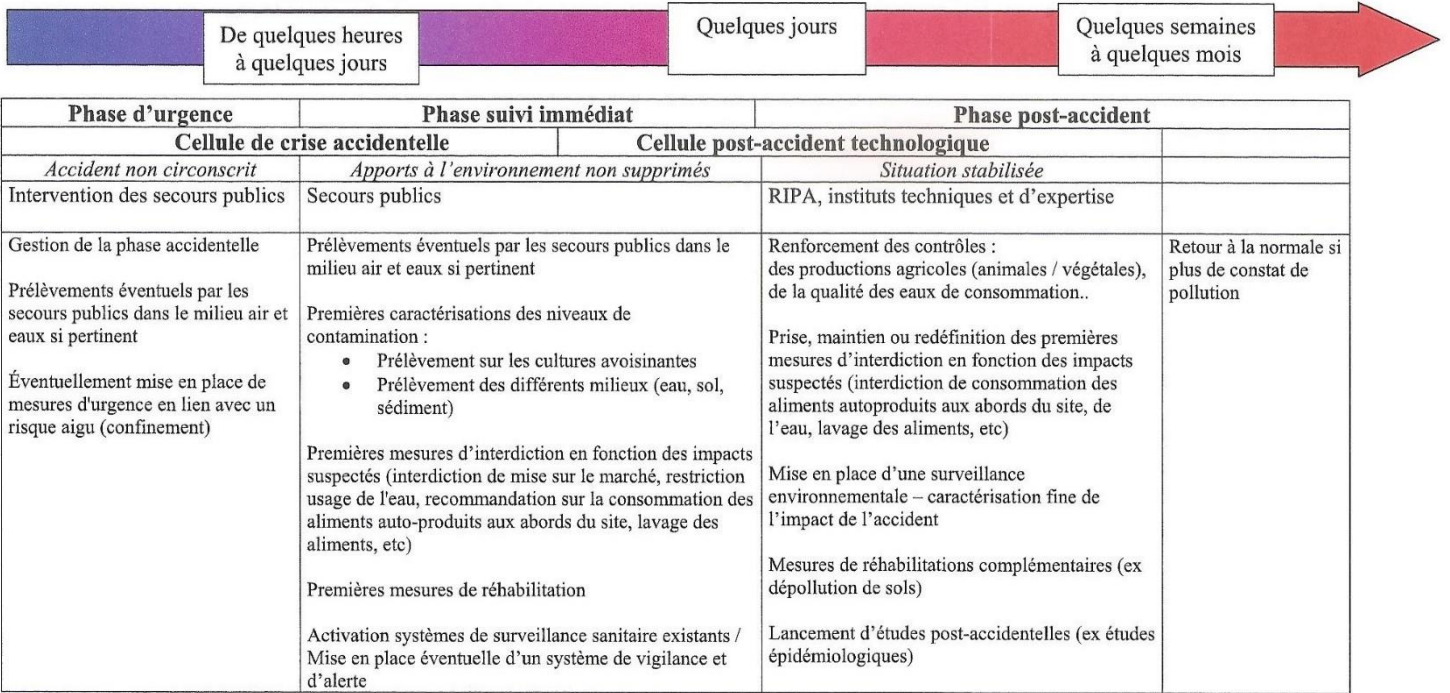 De quelques heures
à quelques jours
Quelques jours
Quelques semaines
à quelques mois
Phase d'urgence
Phase suivi immédiat
Phase post-accident
Cellule de crise accidentelle
Cellule post-accident technologique
Accident non circonscrit
Apports à l'environnement non supprimés
Situation stabilisée
Intervention des secours publics
Secours publics
RIPA, instituts techniques et d'expertise
Gestion de la phase accidentelle
Prélèvements éventuels par les
secours publics dans le milieu air et
eaux si pertinent
Éventuellement mise en place de
mesures d'urgence en lien avec un
risque aigu (confinement)
Prélèvements éventuels par les secours publics dans le
milieu air et eaux si pertinent
Premières caractérisations des niveaux de
contamination :
• Prélèvement sur les cultures avoisinantes
• Prélèvement des différents milieux (eau, sol,
sédiment)
Premières mesures d'interdiction en fonction des impacts
suspectés (interdiction de mise sur le marché, restriction
usage de l'eau, recommandation sur la consommation des
aliments auto-produits aux abords du site, lavage des
aliments, etc)
Premières mesures de réhabilitation
Activation systèmes de surveillance sanitaire existants /
Mise en place éventuelle d'un système de vigilance et
d'alerte
Renforcement des contrôles :
des productions agricoles (animales / végétales),
de la qualité des eaux de consommation..
Prise, maintien ou redéfinition des premières
mesures d'interdiction en fonction des impacts
suspectés (interdiction de consommation des
aliments autoproduits aux abords du site, de
l'eau, lavage des aliments, etc)
Mise en place d'une surveillance
environnementale – caractérisation fine de
l'impact de l'accident
Mesures de réhabilitations complémentaires (ex
dépollution de sols)
Lancement d'études post-accidentelles (ex études
épidémiologiques)
Retour à la normale si
plus de constat de
pollution